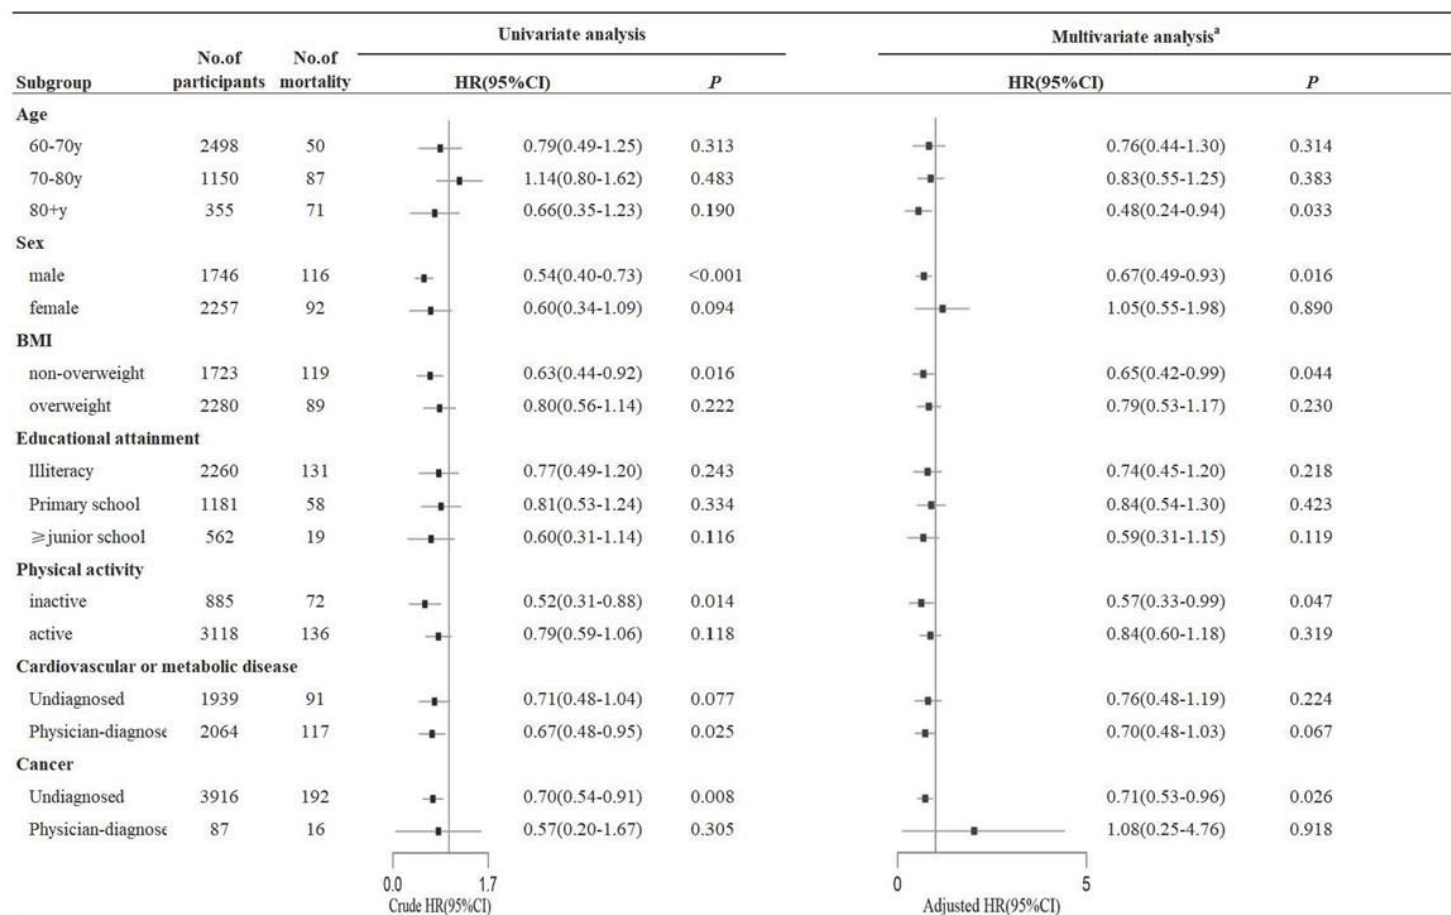 Univariate analysis Multivariate analysisᵃ
No.of No.of
Subgroup participants mortality HR(95%CI) P HR(95%CI) P
Age
60-70y 2498 50 0.79(0.49-1.25) 0.313 0.76(0.44-1.30) 0.314
70-80y 1150 87 1.14(0.80-1.62) 0.483 0.83(0.55-1.25) 0.383
80+y 355 71 0.66(0.35-1.23) 0.190 0.48(0.24-0.94) 0.033
Sex
male 1746 116 0.54(0.40-0.73) <0.001 0.67(0.49-0.93) 0.016
female 2257 92 0.60(0.34-1.09) 0.094 1.05(0.55-1.98) 0.890
BMI
non-overweight 1723 119 0.63(0.44-0.92) 0.016 0.65(0.42-0.99) 0.044
overweight 2280 89 0.80(0.56-1.14) 0.222 0.79(0.53-1.17) 0.230
Educational attainment
Illiteracy 2260 131 0.77(0.49-1.20) 0.243 0.74(0.45-1.20) 0.218
Primary school 1181 58 0.81(0.53-1.24) 0.334 0.84(0.54-1.30) 0.423
≥junior school 562 19 0.60(0.31-1.14) 0.116 0.59(0.31-1.15) 0.119
Physical activity
inactive 885 72 0.52(0.31-0.88) 0.014 0.57(0.33-0.99) 0.047
active 3118 136 0.79(0.59-1.06) 0.118 0.84(0.60-1.18) 0.319
Cardiovascular or metabolic disease
Undiagnosed 1939 91 0.71(0.48-1.04) 0.077 0.76(0.48-1.19) 0.224
Physician-diagnose 2064 117 0.67(0.48-0.95) 0.025 0.70(0.48-1.03) 0.067
Cancer
Undiagnosed 3916 192 0.70(0.54-0.91) 0.008 0.71(0.53-0.96) 0.026
Physician-diagnose 87 16 0.57(0.20-1.67) 0.305 1.08(0.25-4.76) 0.918
0.0 1.7 0 5
Crude HR(95%CI) Adjusted HR(95%CI)